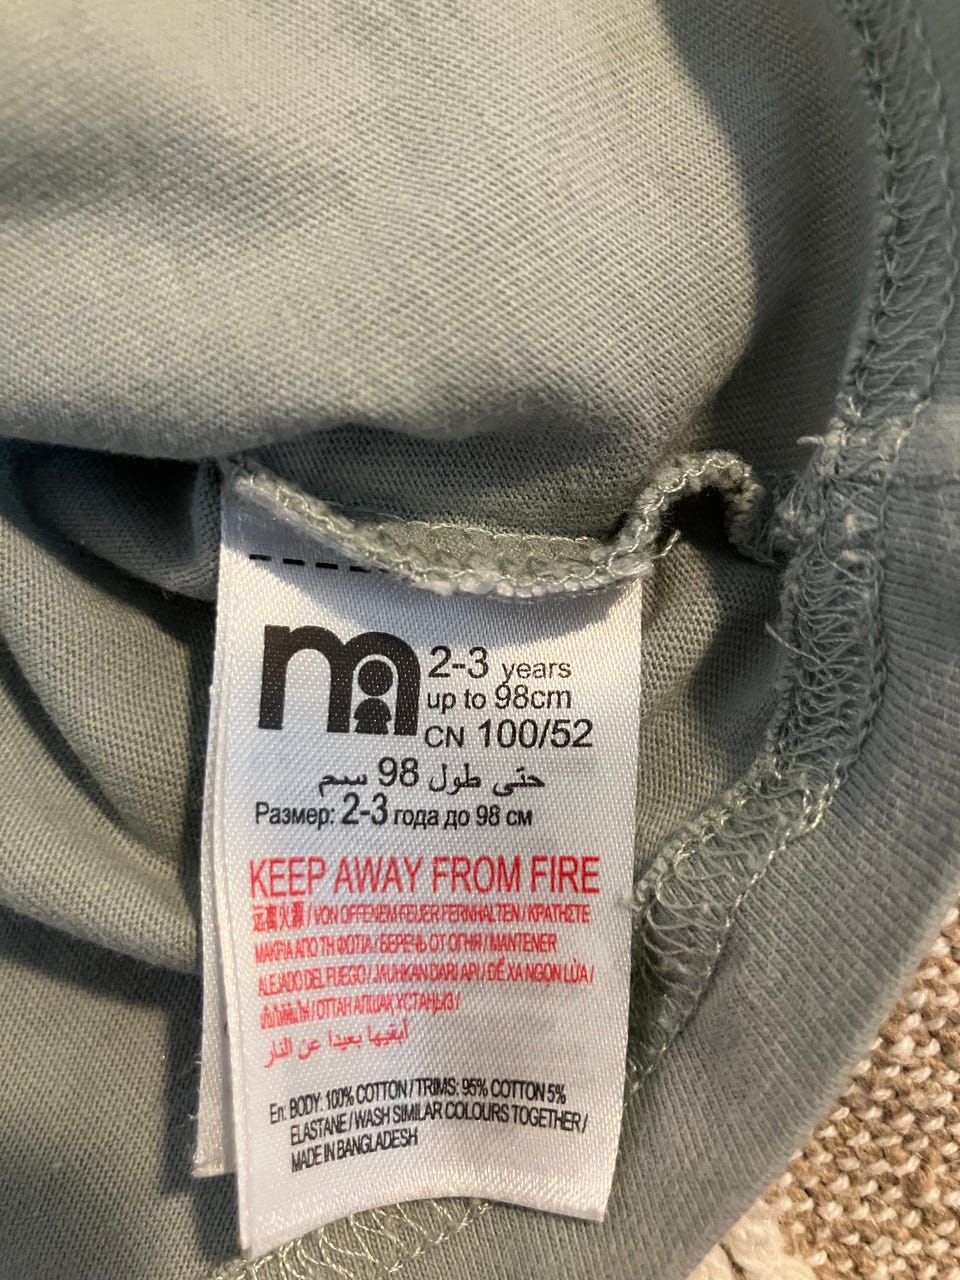 m
2-3 years
up to 98cm
CN 100/52
حتى طول 98 سم
Размер: 2-3 года до 98 см
KEEP AWAY FROM FIRE
远离火源 / VON OFFENEM FEUER FERNHALTEN / ΚΡΑΤΗΣΤΕ
ΜΑΚΡΙΑ ΑΠΟ ΤΗ ΦΩΤΙΑ / БЕРЕЧЬ ОТ ОГНЯ / MANTENER
ALEJADO DEL FUEGO / JAUHKAN DARI API / ĐỂ XA NGỌN LỬA /
/ ОТТАН АЛШАҚ ҰСТАҢЫЗ /
أبقيها بعيدا عن النار
En: BODY: 100% COTTON / TRIMS: 95% COTTON 5%
ELASTANE / WASH SIMILAR COLOURS TOGETHER /
MADE IN BANGLADESH